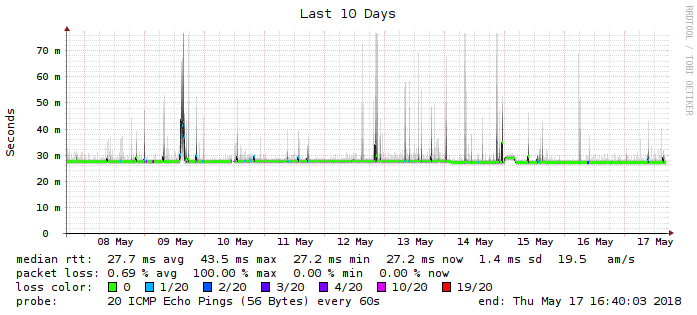 Last 10 Days
RRDTOOL / TOBI OETIKER
Seconds
70 m
60 m
50 m
40 m
30 m
20 m
10 m
0
08 May 09 May 10 May 11 May 12 May 13 May 14 May 15 May 16 May 17 May
median rtt: 27.7 ms avg 43.5 ms max 27.2 ms min 27.2 ms now 1.4 ms sd 19.5 am/s
packet loss: 0.69 % avg 100.00 % max 0.00 % min 0.00 % now
loss color: 0 1/20 2/20 3/20 4/20 10/20 19/20
probe: 20 ICMP Echo Pings (56 Bytes) every 60s end: Thu May 17 16:40:03 2018